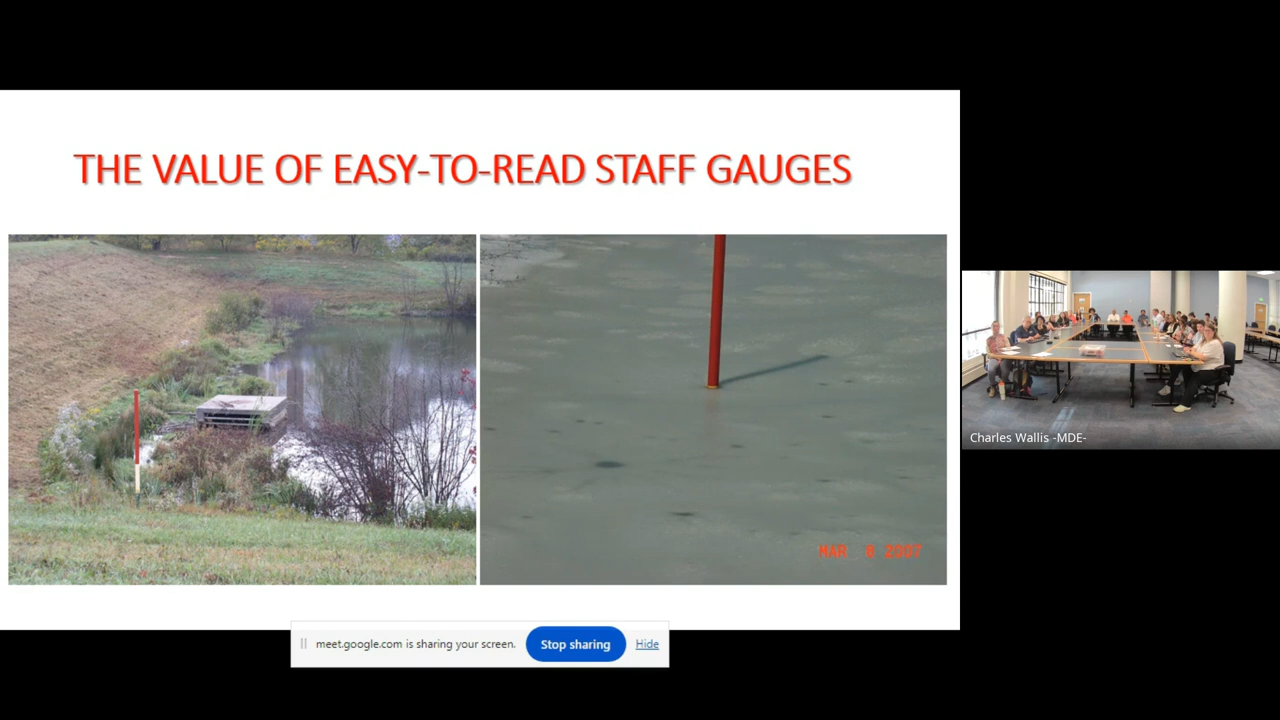 THE VALUE OF EASY-TO-READ STAFF GAUGES
MAR 8 2007
Charles Wallis -MDE-
meet.google.com is sharing your screen.
Stop sharing
Hide